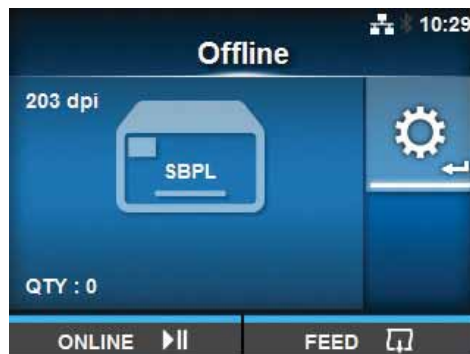 10:29
Offline
203 dpi
SBPL
QTY : 0
ONLINE FEED